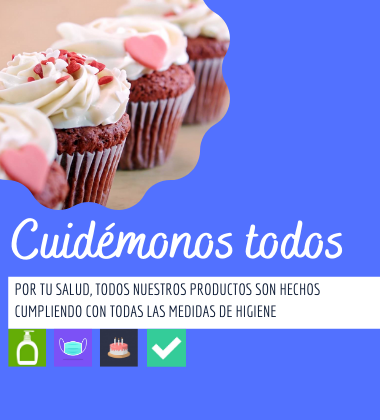 Cuidémonos todos
POR TU SALUD, TODOS NUESTROS PRODUCTOS SON HECHOS
CUMPLIENDO CON TODAS LAS MEDIDAS DE HIGIENE